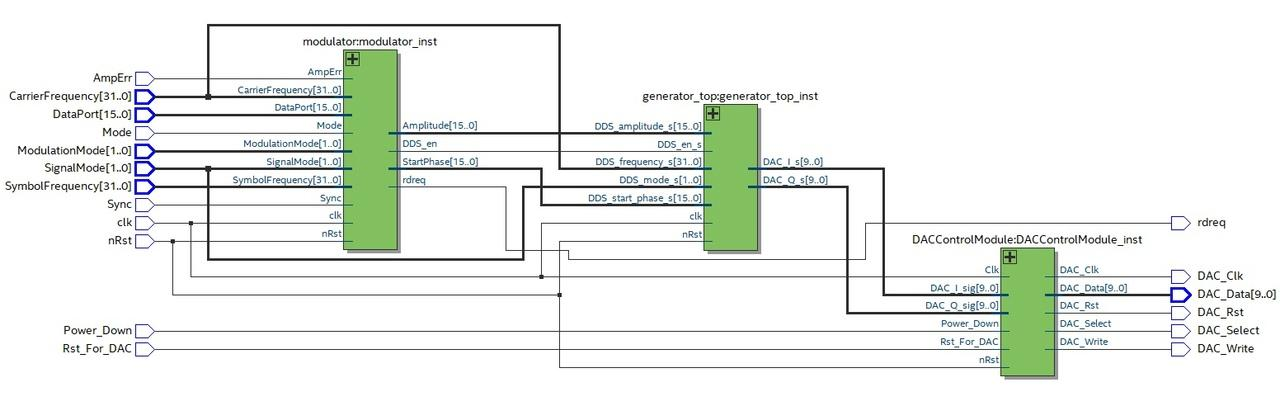 modulator:modulator_inst
AmpErr
CarrierFrequency[31..0]
DataPort[15..0]
Mode
ModulationMode[1..0]
SignalMode[1..0]
SymbolFrequency[31..0]
Sync
clk
nRst
Power_Down
Rst_For_DAC
AmpErr
CarrierFrequency[31..0]
DataPort[15..0]
Mode
ModulationMode[1..0]
SignalMode[1..0]
SymbolFrequency[31..0]
Sync
clk
nRst
Amplitude[15..0]
DDS_en
StartPhase[15..0]
rdreq
generator_top:generator_top_inst
DDS_amplitude_s[15..0]
DDS_en_s
DDS_frequency_s[31..0]
DDS_mode_s[1..0]
DDS_start_phase_s[15..0]
clk
nRst
DAC_I_s[9..0]
DAC_Q_s[9..0]
DACControlModule:DACControlModule_inst
Clk
DAC_I_sig[9..0]
DAC_Q_sig[9..0]
Power_Down
Rst_For_DAC
nRst
DAC_Clk
DAC_Data[9..0]
DAC_Rst
DAC_Select
DAC_Write
rdreq
DAC_Clk
DAC_Data[9..0]
DAC_Rst
DAC_Select
DAC_Write